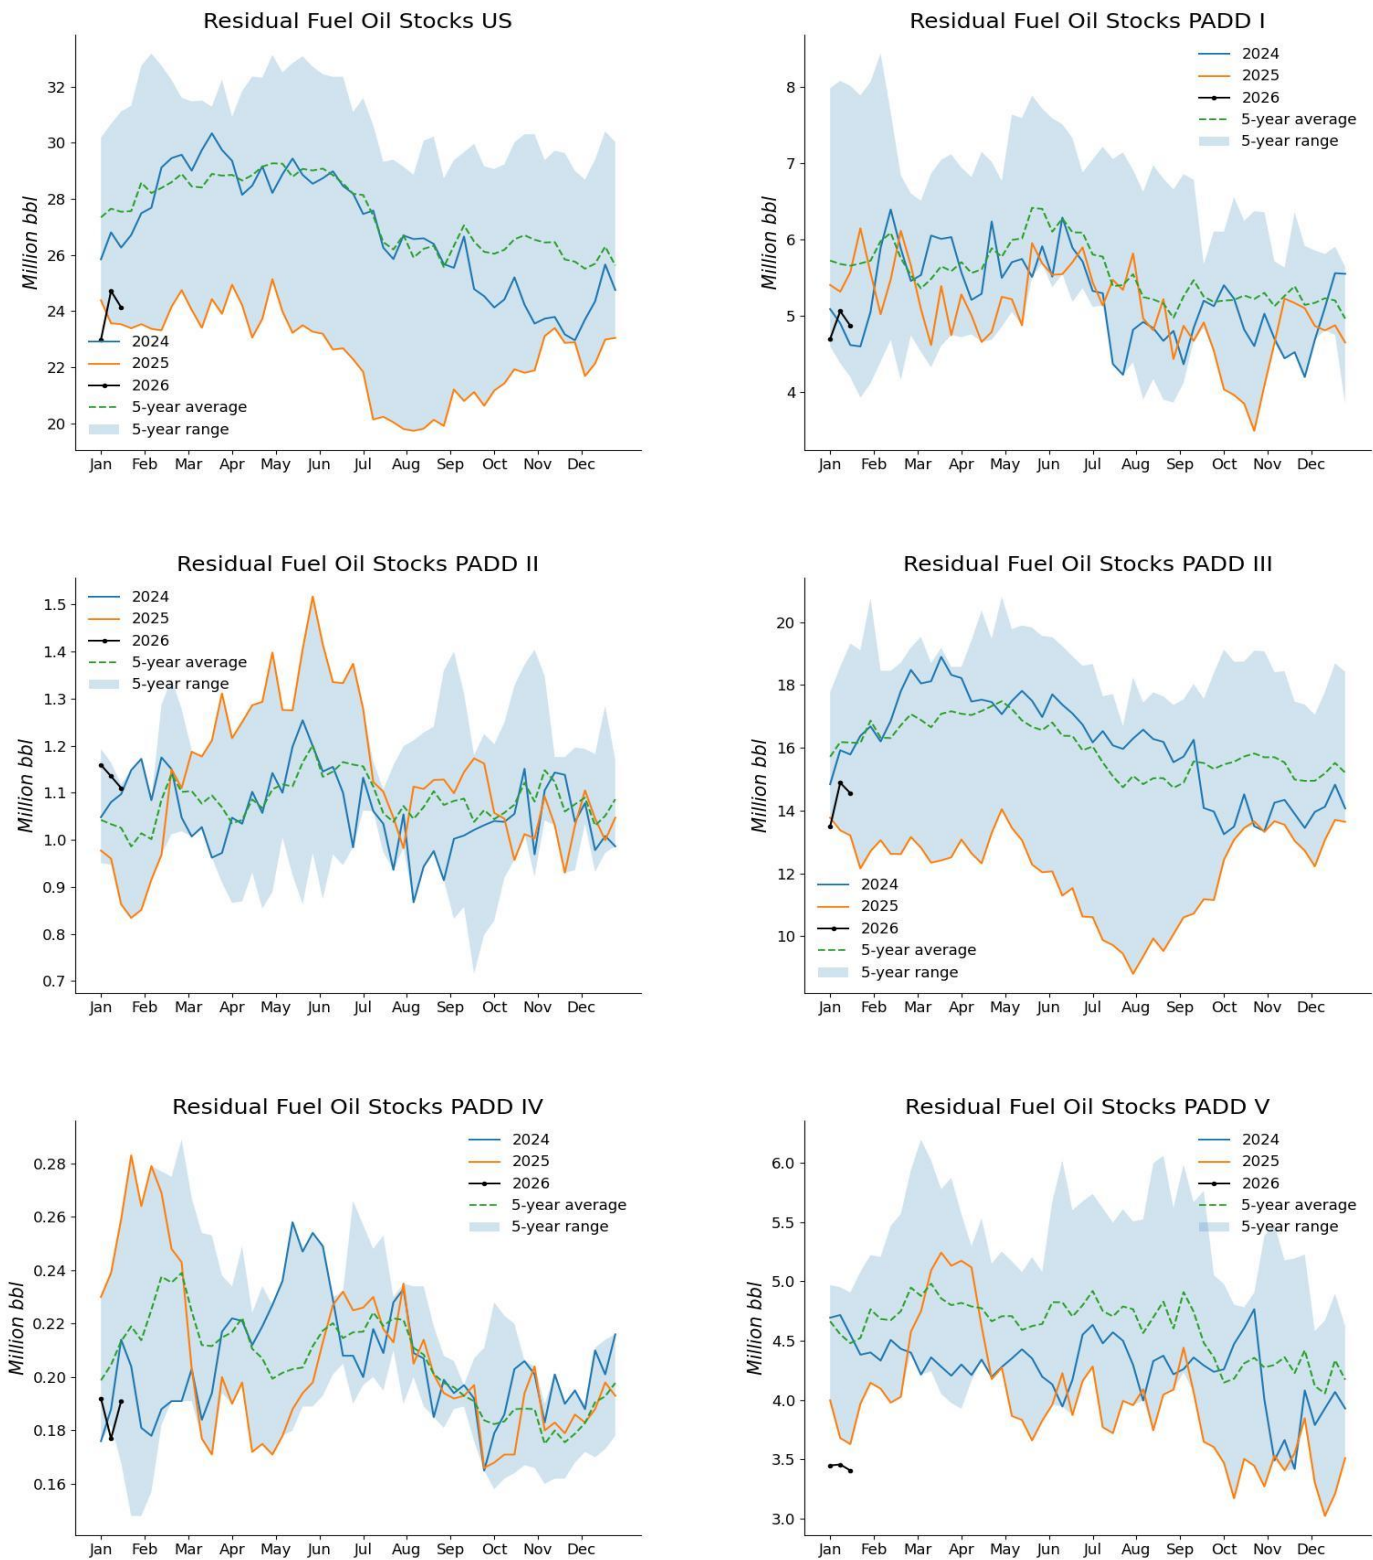 Residual Fuel Oil Stocks US
Million bbl
32
30
28
26
24
22
20
2024
2025
2026
5-year average
5-year range
Jan Feb Mar Apr May Jun Jul Aug Sep Oct Nov Dec
Residual Fuel Oil Stocks PADD I
Million bbl
8
7
6
5
4
2024
2025
2026
5-year average
5-year range
Jan Feb Mar Apr May Jun Jul Aug Sep Oct Nov Dec
Residual Fuel Oil Stocks PADD II
Million bbl
1.5
1.4
1.3
1.2
1.1
1.0
0.9
0.8
0.7
2024
2025
2026
5-year average
5-year range
Jan Feb Mar Apr May Jun Jul Aug Sep Oct Nov Dec
Residual Fuel Oil Stocks PADD III
Million bbl
20
18
16
14
12
10
2024
2025
2026
5-year average
5-year range
Jan Feb Mar Apr May Jun Jul Aug Sep Oct Nov Dec
Residual Fuel Oil Stocks PADD IV
Million bbl
0.28
0.26
0.24
0.22
0.20
0.18
0.16
2024
2025
2026
5-year average
5-year range
Jan Feb Mar Apr May Jun Jul Aug Sep Oct Nov Dec
Residual Fuel Oil Stocks PADD V
Million bbl
6.0
5.5
5.0
4.5
4.0
3.5
3.0
2024
2025
2026
5-year average
5-year range
Jan Feb Mar Apr May Jun Jul Aug Sep Oct Nov Dec